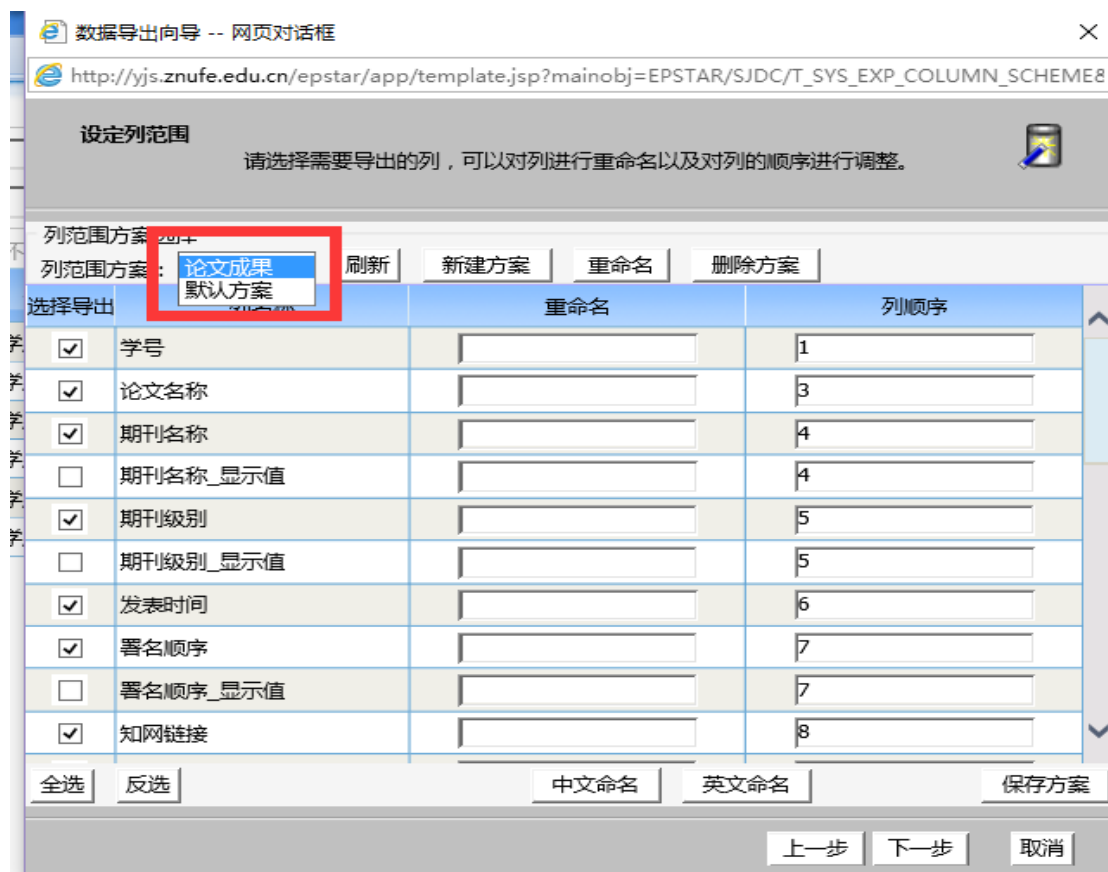 数据导出向导 -- 网页对话框
http://yjs.znufe.edu.cn/epstar/app/template.jsp?mainobj=EPSTAR/SJDC/T_SYS_EXP_COLUMN_SCHEME&
设定列范围
请选择需要导出的列，可以对列进行重命名以及对列的顺序进行调整。
列范围方案
列范围方案： 论文成果 刷新 新建方案 重命名 删除方案
默认方案
选择导出 重命名 列顺序
学号 1
论文名称 3
期刊名称 4
期刊名称_显示值 4
期刊级别 5
期刊级别_显示值 5
发表时间 6
署名顺序 7
署名顺序_显示值 7
知网链接 8
全选 反选 中文命名 英文命名 保存方案
上一步 下一步 取消